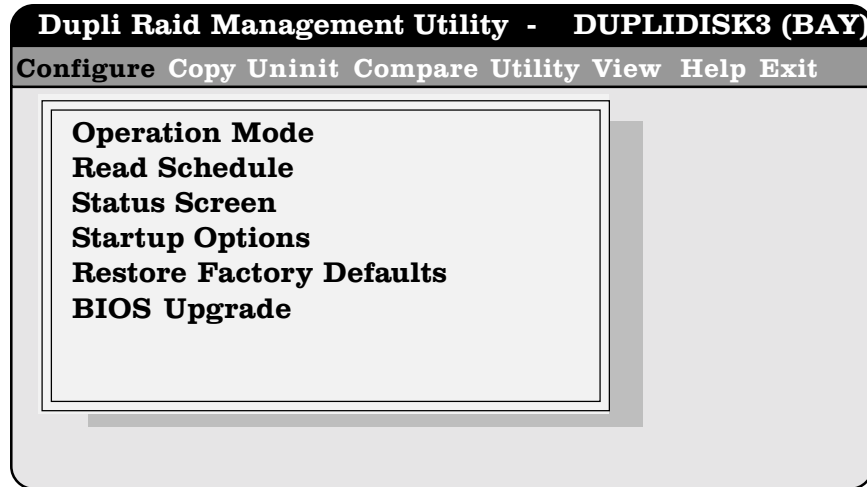 Dupli Raid Management Utility - DUPLIDISK3 (BAY)
Configure Copy Uninit Compare Utility View Help Exit
Operation Mode
Read Schedule
Status Screen
Startup Options
Restore Factory Defaults
BIOS Upgrade